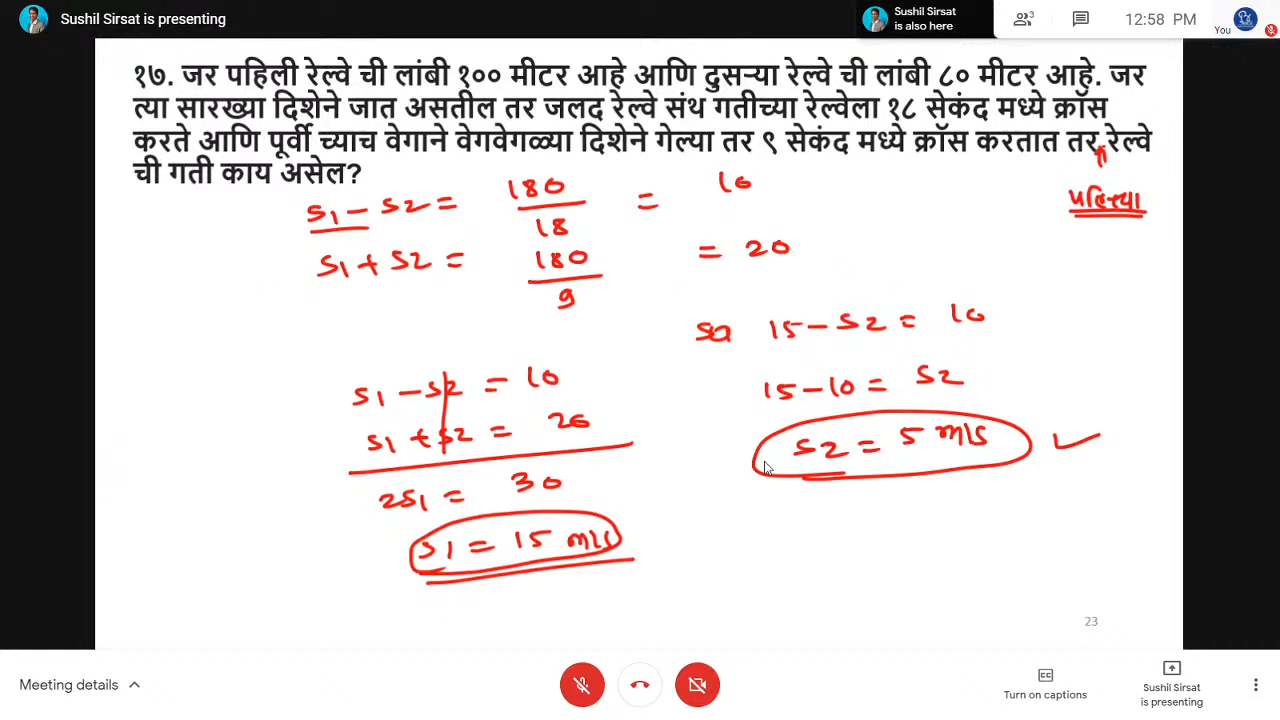 Sushil Sirsat is presenting
Sushil Sirsat
is also here
3
12:58 PM
You
१७. जर पहिली रेल्वे ची लांबी १०० मीटर आहे आणि दुसऱ्या रेल्वे ची लांबी ८० मीटर आहे. जर
त्या सारख्या दिशेने जात असतील तर जलद रेल्वे संथ गतीच्या रेल्वेला १८ सेकंद मध्ये क्रॉस
करते आणि पूर्वी च्याच वेगाने वेगवेगळ्या दिशेने गेल्या तर ९ सेकंद मध्ये क्रॉस करतात तर रेल्वे
ची गती काय असेल?
पहिल्या
S1 - S2 = 180/18 = 10
S1 + S2 = 180/9 = 20
S1 - S2 = 10
S1 + S2 = 20
2S1 = 30
S1 = 15 m/s
15 - S2 = 10
15 - 10 = S2
S2 = 5 m/s
23
Meeting details
Turn on captions
Sushil Sirsat
is presenting